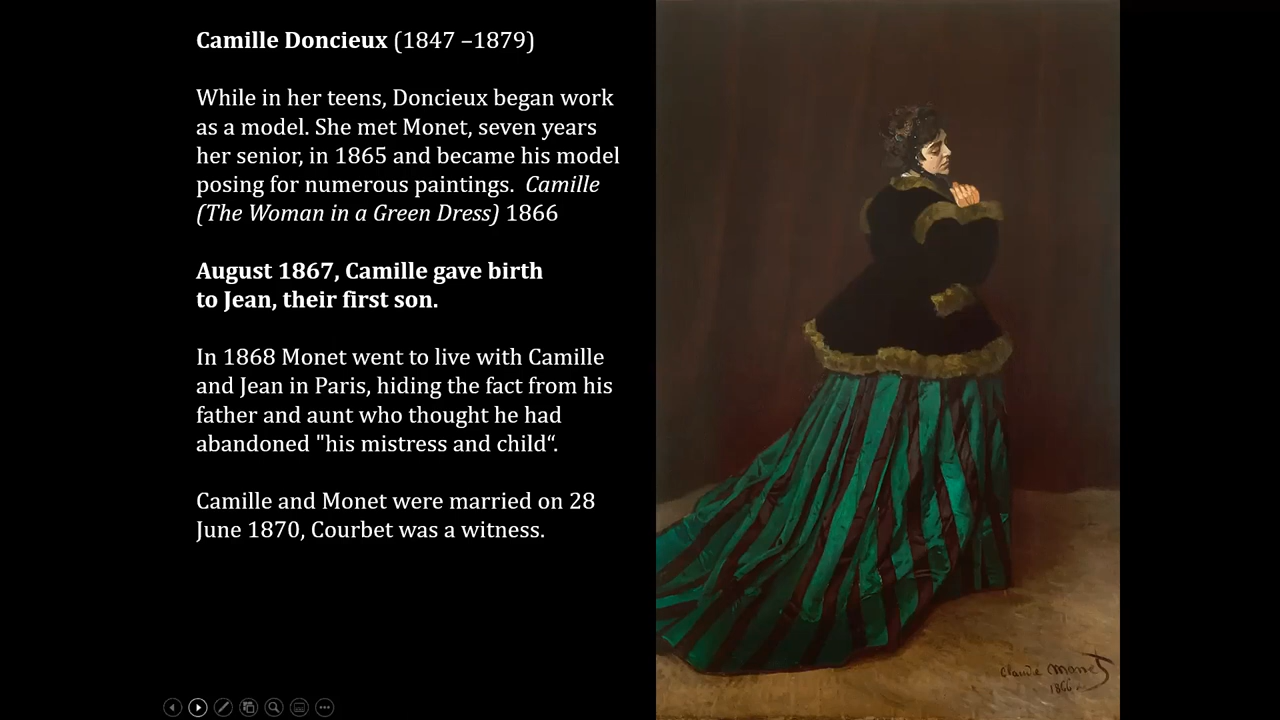 Camille Doncieux (1847 –1879)
While in her teens, Doncieux began work
as a model. She met Monet, seven years
her senior, in 1865 and became his model
posing for numerous paintings. Camille
(The Woman in a Green Dress) 1866
August 1867, Camille gave birth
to Jean, their first son.
In 1868 Monet went to live with Camille
and Jean in Paris, hiding the fact from his
father and aunt who thought he had
abandoned "his mistress and child“.
Camille and Monet were married on 28
June 1870, Courbet was a witness.
Claude Monet
1866